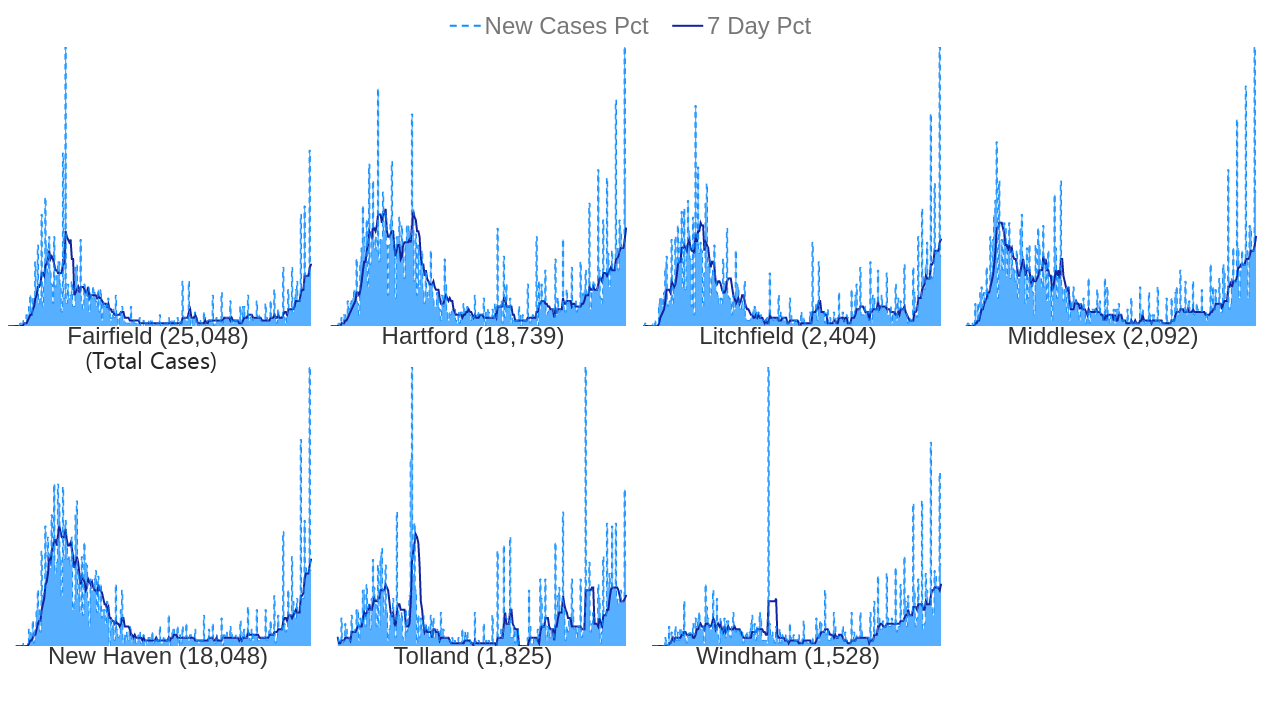 New Cases Pct 7 Day Pct
Fairfield (25,048)
(Total Cases)
Hartford (18,739)
Litchfield (2,404)
Middlesex (2,092)
New Haven (18,048)
Tolland (1,825)
Windham (1,528)